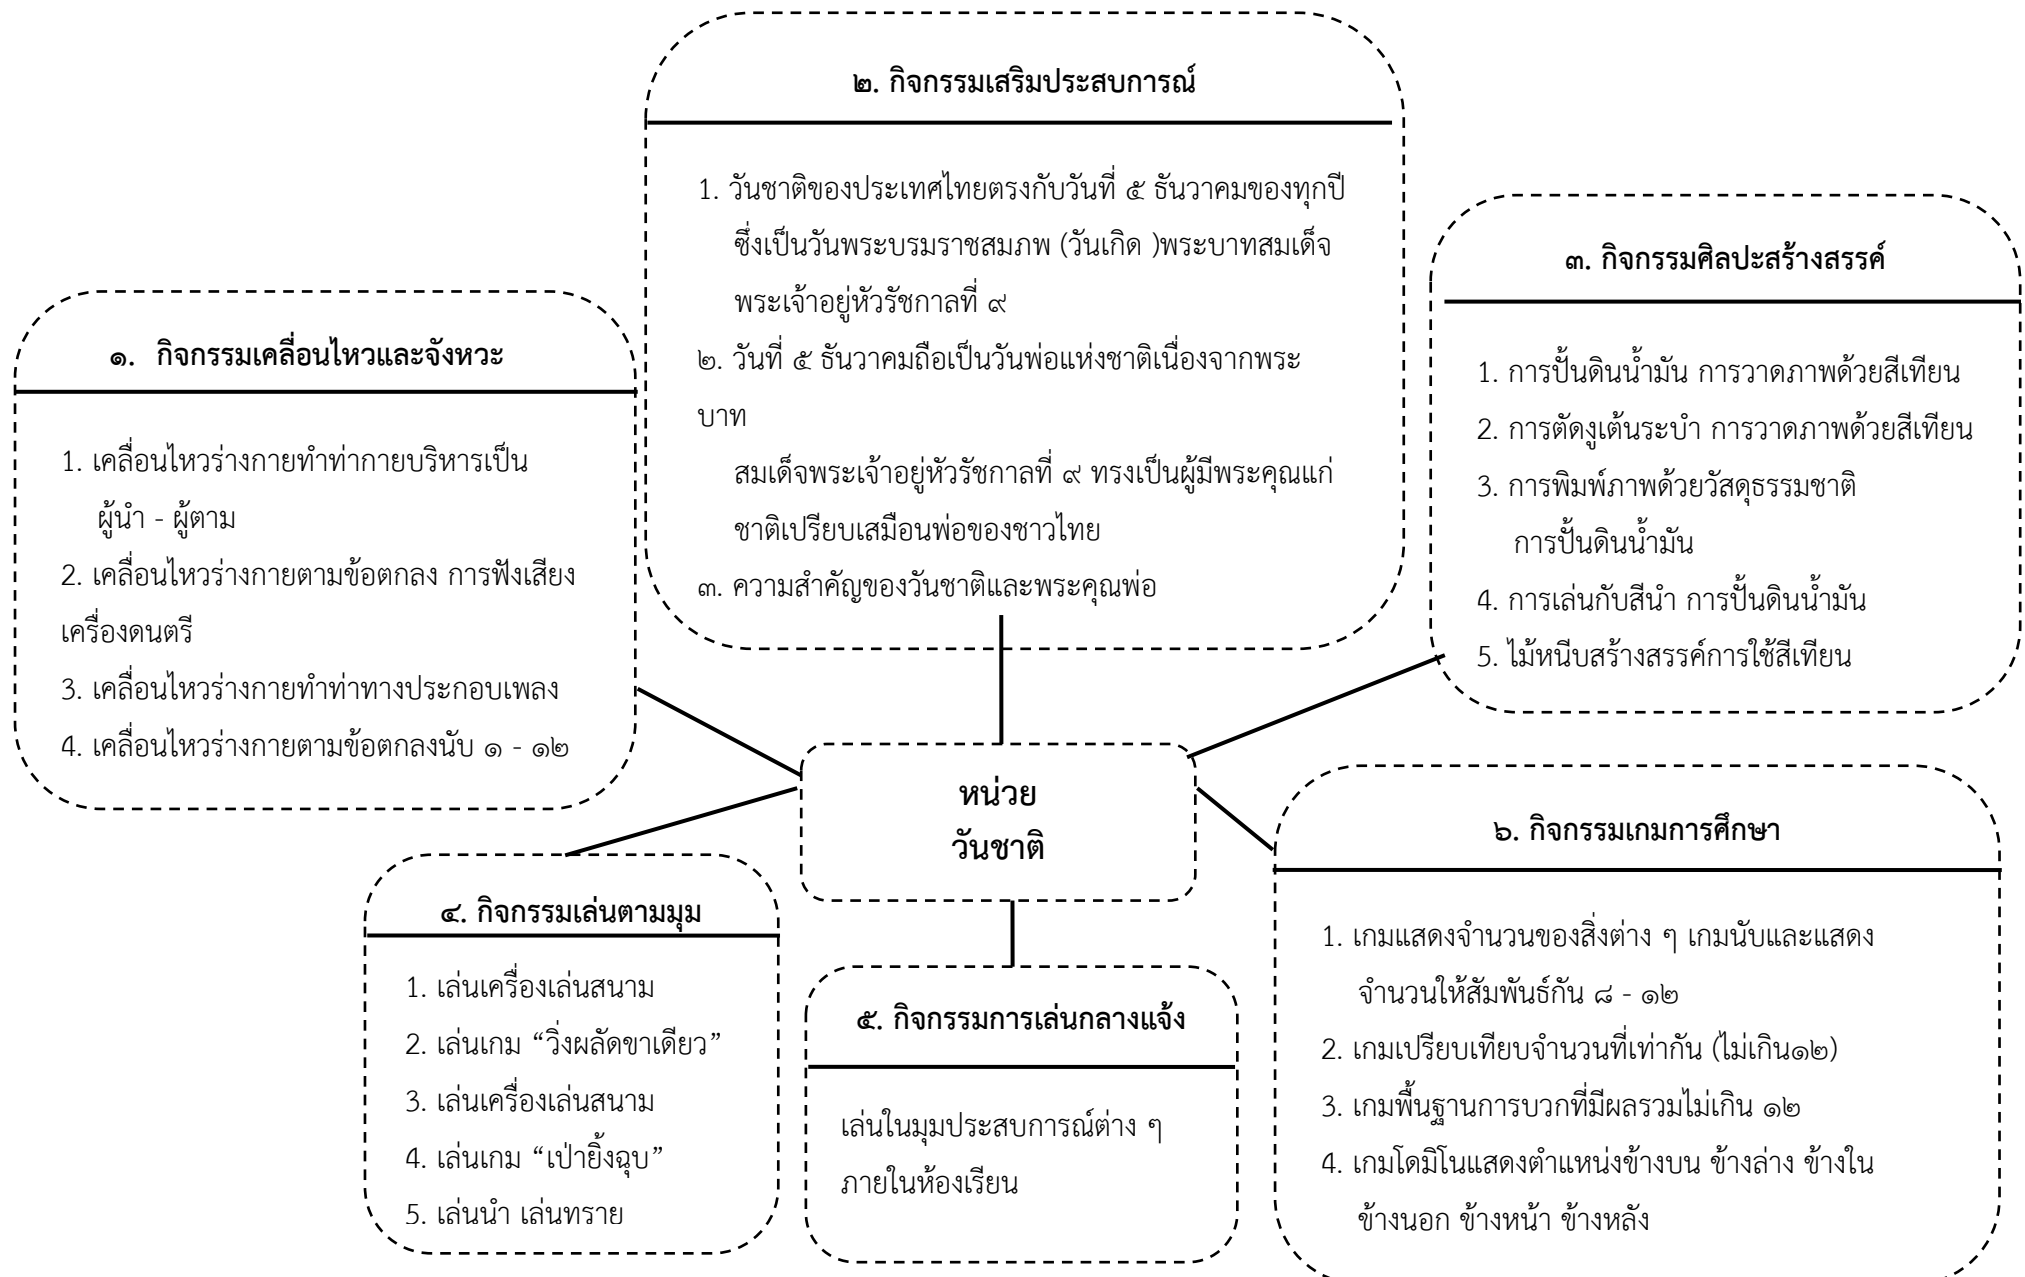 ๒. กิจกรรมเสริมประสบการณ์
1. วันชาติของประเทศไทยตรงกับวันที่ ๕ ธันวาคมของทุกปี
ซึ่งเป็นวันพระบรมราชสมภพ (วันเกิด )พระบาทสมเด็จ
พระเจ้าอยู่หัวรัชกาลที่ ๙
๒. วันที่ ๕ ธันวาคมถือเป็นวันพ่อแห่งชาติเนื่องจากพระ
บาท
สมเด็จพระเจ้าอยู่หัวรัชกาลที่ ๙ ทรงเป็นผู้มีพระคุณแก่
ชาติเปรียบเสมือนพ่อของชาวไทย
๓. ความสำคัญของวันชาติและพระคุณพ่อ
๓. กิจกรรมศิลปะสร้างสรรค์
1. การปั้นดินน้ำมัน การวาดภาพด้วยสีเทียน
2. การตัดงูเต้นระบำ การวาดภาพด้วยสีเทียน
3. การพิมพ์ภาพด้วยวัสดุธรรมชาติ
การปั้นดินน้ำมัน
4. การเล่นกับสีนำ การปั้นดินน้ำมัน
5. ไม้หนีบสร้างสรรค์การใช้สีเทียน
๑. กิจกรรมเคลื่อนไหวและจังหวะ
1. เคลื่อนไหวร่างกายทำท่ากายบริหารเป็น
ผู้นำ - ผู้ตาม
2. เคลื่อนไหวร่างกายตามข้อตกลง การฟังเสียง
เครื่องดนตรี
3. เคลื่อนไหวร่างกายทำท่าทางประกอบเพลง
4. เคลื่อนไหวร่างกายตามข้อตกลงนับ ๑ - ๑๒
หน่วย
วันชาติ
๔. กิจกรรมเล่นตามมุม
1. เล่นเครื่องเล่นสนาม
2. เล่นเกม “วิ่งผลัดขาเดียว”
3. เล่นเครื่องเล่นสนาม
4. เล่นเกม “เป่ายิ้งฉุบ”
5. เล่นนำ เล่นทราย
๕. กิจกรรมการเล่นกลางแจ้ง
เล่นในมุมประสบการณ์ต่าง ๆ
ภายในห้องเรียน
๖. กิจกรรมเกมการศึกษา
1. เกมแสดงจำนวนของสิ่งต่าง ๆ เกมนับและแสดง
จำนวนให้สัมพันธ์กัน ๘ - ๑๒
2. เกมเปรียบเทียบจำนวนที่เท่ากัน (ไม่เกิน๑๒)
3. เกมพื้นฐานการบวกที่มีผลรวมไม่เกิน ๑๒
4. เกมโดมิโนแสดงตำแหน่งข้างบน ข้างล่าง ข้างใน
ข้างนอก ข้างหน้า ข้างหลัง